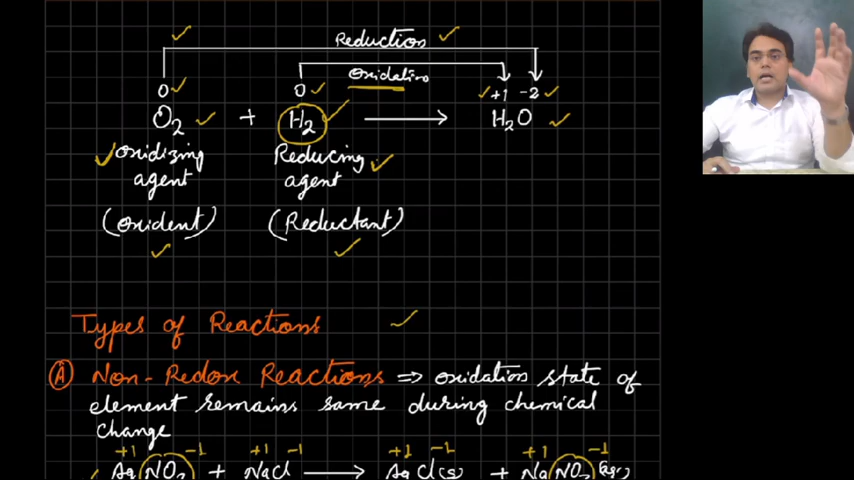 Reduction
Oxidation
0 0 +1 -2
O2 + H2 → H2O
Oxidizing agent
Reducing agent
(Oxident) (Reductant)
Types of Reactions
(A) Non-Redox Reactions ⇒ oxidation state of
element remains same during chemical
change
+1 -1 +1 -1 +1 -1 +1 -1
AgNO3 + NaCl → AgCl(s) + NaNO3 (aq)